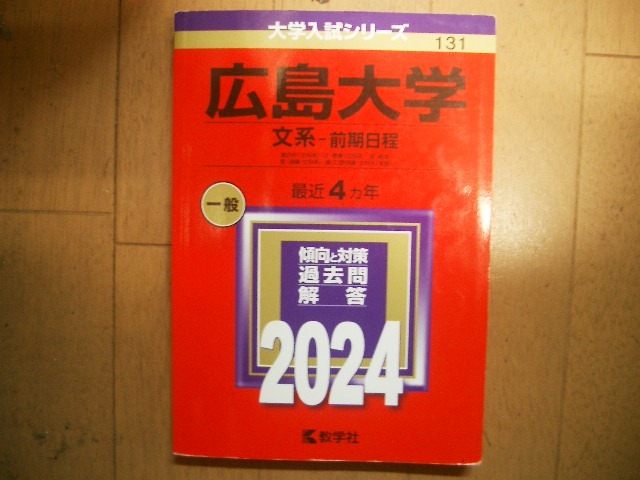 大学入試シリーズ
131
広島大学
文系-前期日程
最近4カ年
一般
傾向と対策
過去問
解答
2024
教学社